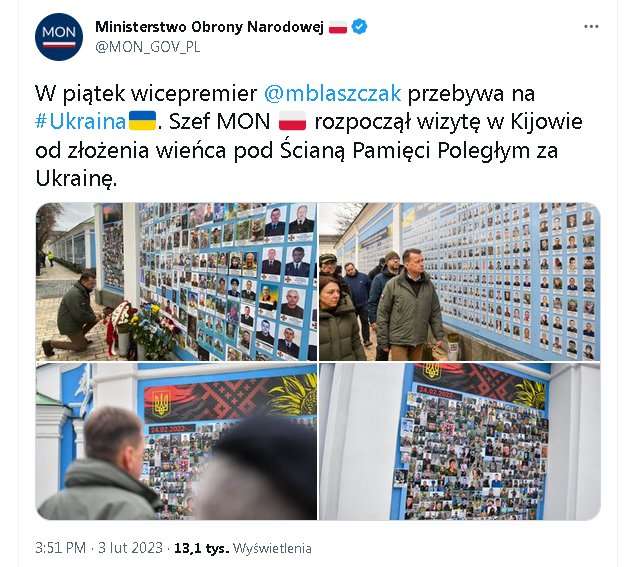 MON
Ministerstwo Obrony Narodowej
@MON_GOV_PL
W piątek wicepremier @mblaszczak przebywa na
#Ukraina. Szef MON rozpoczął wizytę w Kijowie
od złożenia wieńca pod Ścianą Pamięci Poległym za
Ukrainę.
24.02.2022-
24.02.2022-
3:51 PM · 3 lut 2023 · 13,1 tys. Wyświetlenia